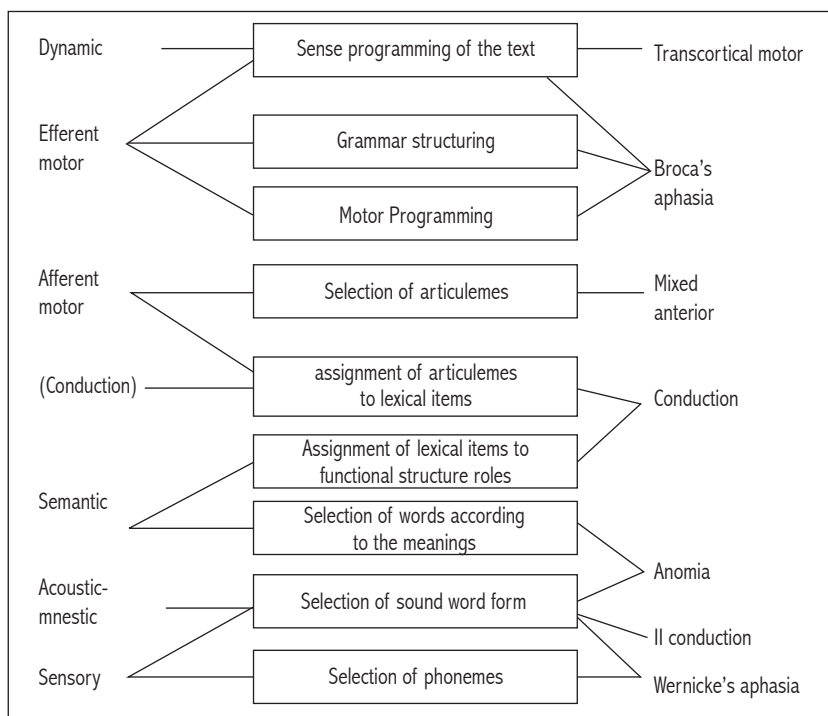 Dynamic
Sense programming of the text
Transcortical motor
Efferent
motor
Grammar structuring
Broca's
aphasia
Motor Programming
Afferent
motor
Selection of articulemes
Mixed
anterior
(Conduction)
assignment of articulemes
to lexical items
Conduction
Assignment of lexical items to
functional structure roles
Semantic
Selection of words according
to the meanings
Anomia
Acoustic-
mnestic
Selection of sound word form
II conduction
Sensory
Selection of phonemes
Wernicke's aphasia